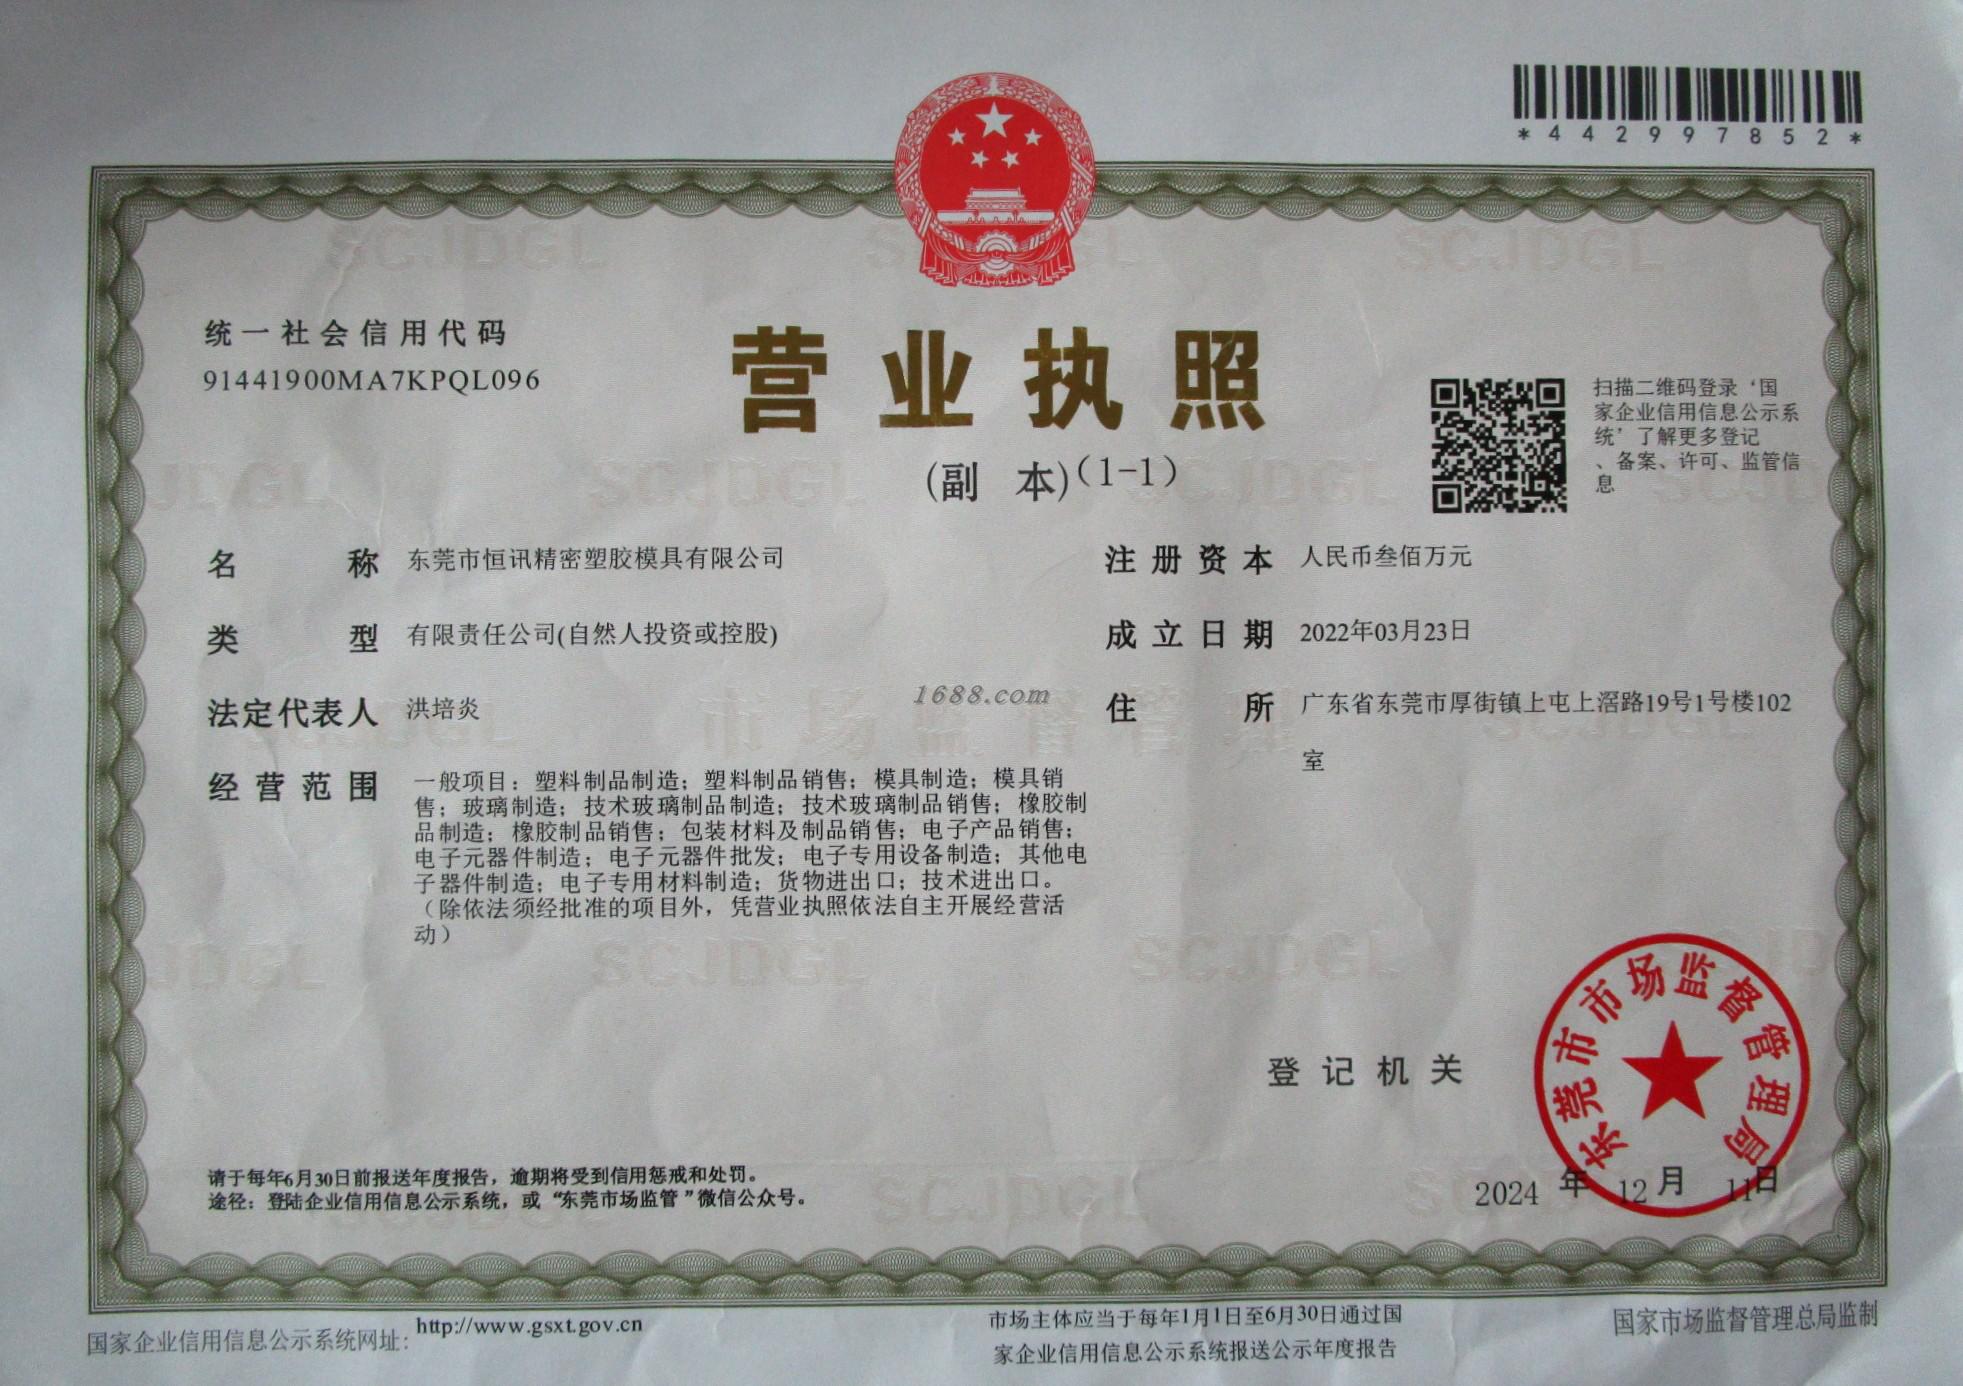 *442997852*
统一社会信用代码
91441900MA7KPQL096
营业执照
(副 本)(1-1)
扫描二维码登录‘国
家企业信用信息公示系
统’了解更多登记
、备案、许可、监管信
息
名称 东莞市恒讯精密塑胶模具有限公司
类型 有限责任公司(自然人投资或控股)
法定代表人 洪培炎
经营范围 一般项目：塑料制品制造；塑料制品销售；模具制造；模具销
售；玻璃制造；技术玻璃制品制造；技术玻璃制品销售；橡胶制
品制造；橡胶制品销售；包装材料及制品销售；电子产品销售；
电子元器件制造；电子元器件批发；电子专用设备制造；其他电
子器件制造；电子专用材料制造；货物进出口；技术进出口。
（除依法须经批准的项目外，凭营业执照依法自主开展经营活
动）
注册资本 人民币叁佰万元
成立日期 2022年03月23日
住所 广东省东莞市厚街镇上屯上滘路19号1号楼102
室
1688.com
市场监督管理
SCJDGL
登记机关
东莞市市场监督管理局
2024 年 12 月 11日
请于每年6月30日前报送年度报告，逾期将受到信用惩戒和处罚。
途径：登陆企业信用信息公示系统，或“东莞市场监管”微信公众号。
国家企业信用信息公示系统网址：http://www.gsxt.gov.cn
市场主体应当于每年1月1日至6月30日通过国
家企业信用信息公示系统报送公示年度报告
国家市场监督管理总局监制